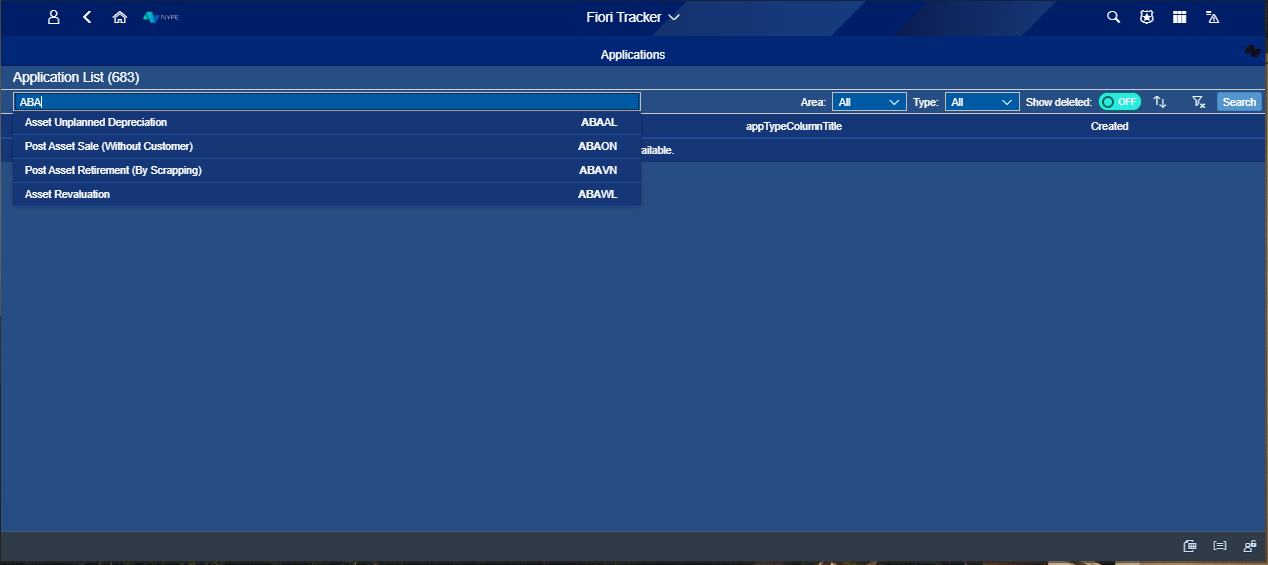 NYPE
Fiori Tracker
Applications
Application List (683)
ABA
Area: All Type: All Show deleted: OFF Search
Asset Unplanned Depreciation ABAAL
appTypeColumnTitle Created
Post Asset Sale (Without Customer) ABAON
ailable.
Post Asset Retirement (By Scrapping) ABAVN
Asset Revaluation ABAWL